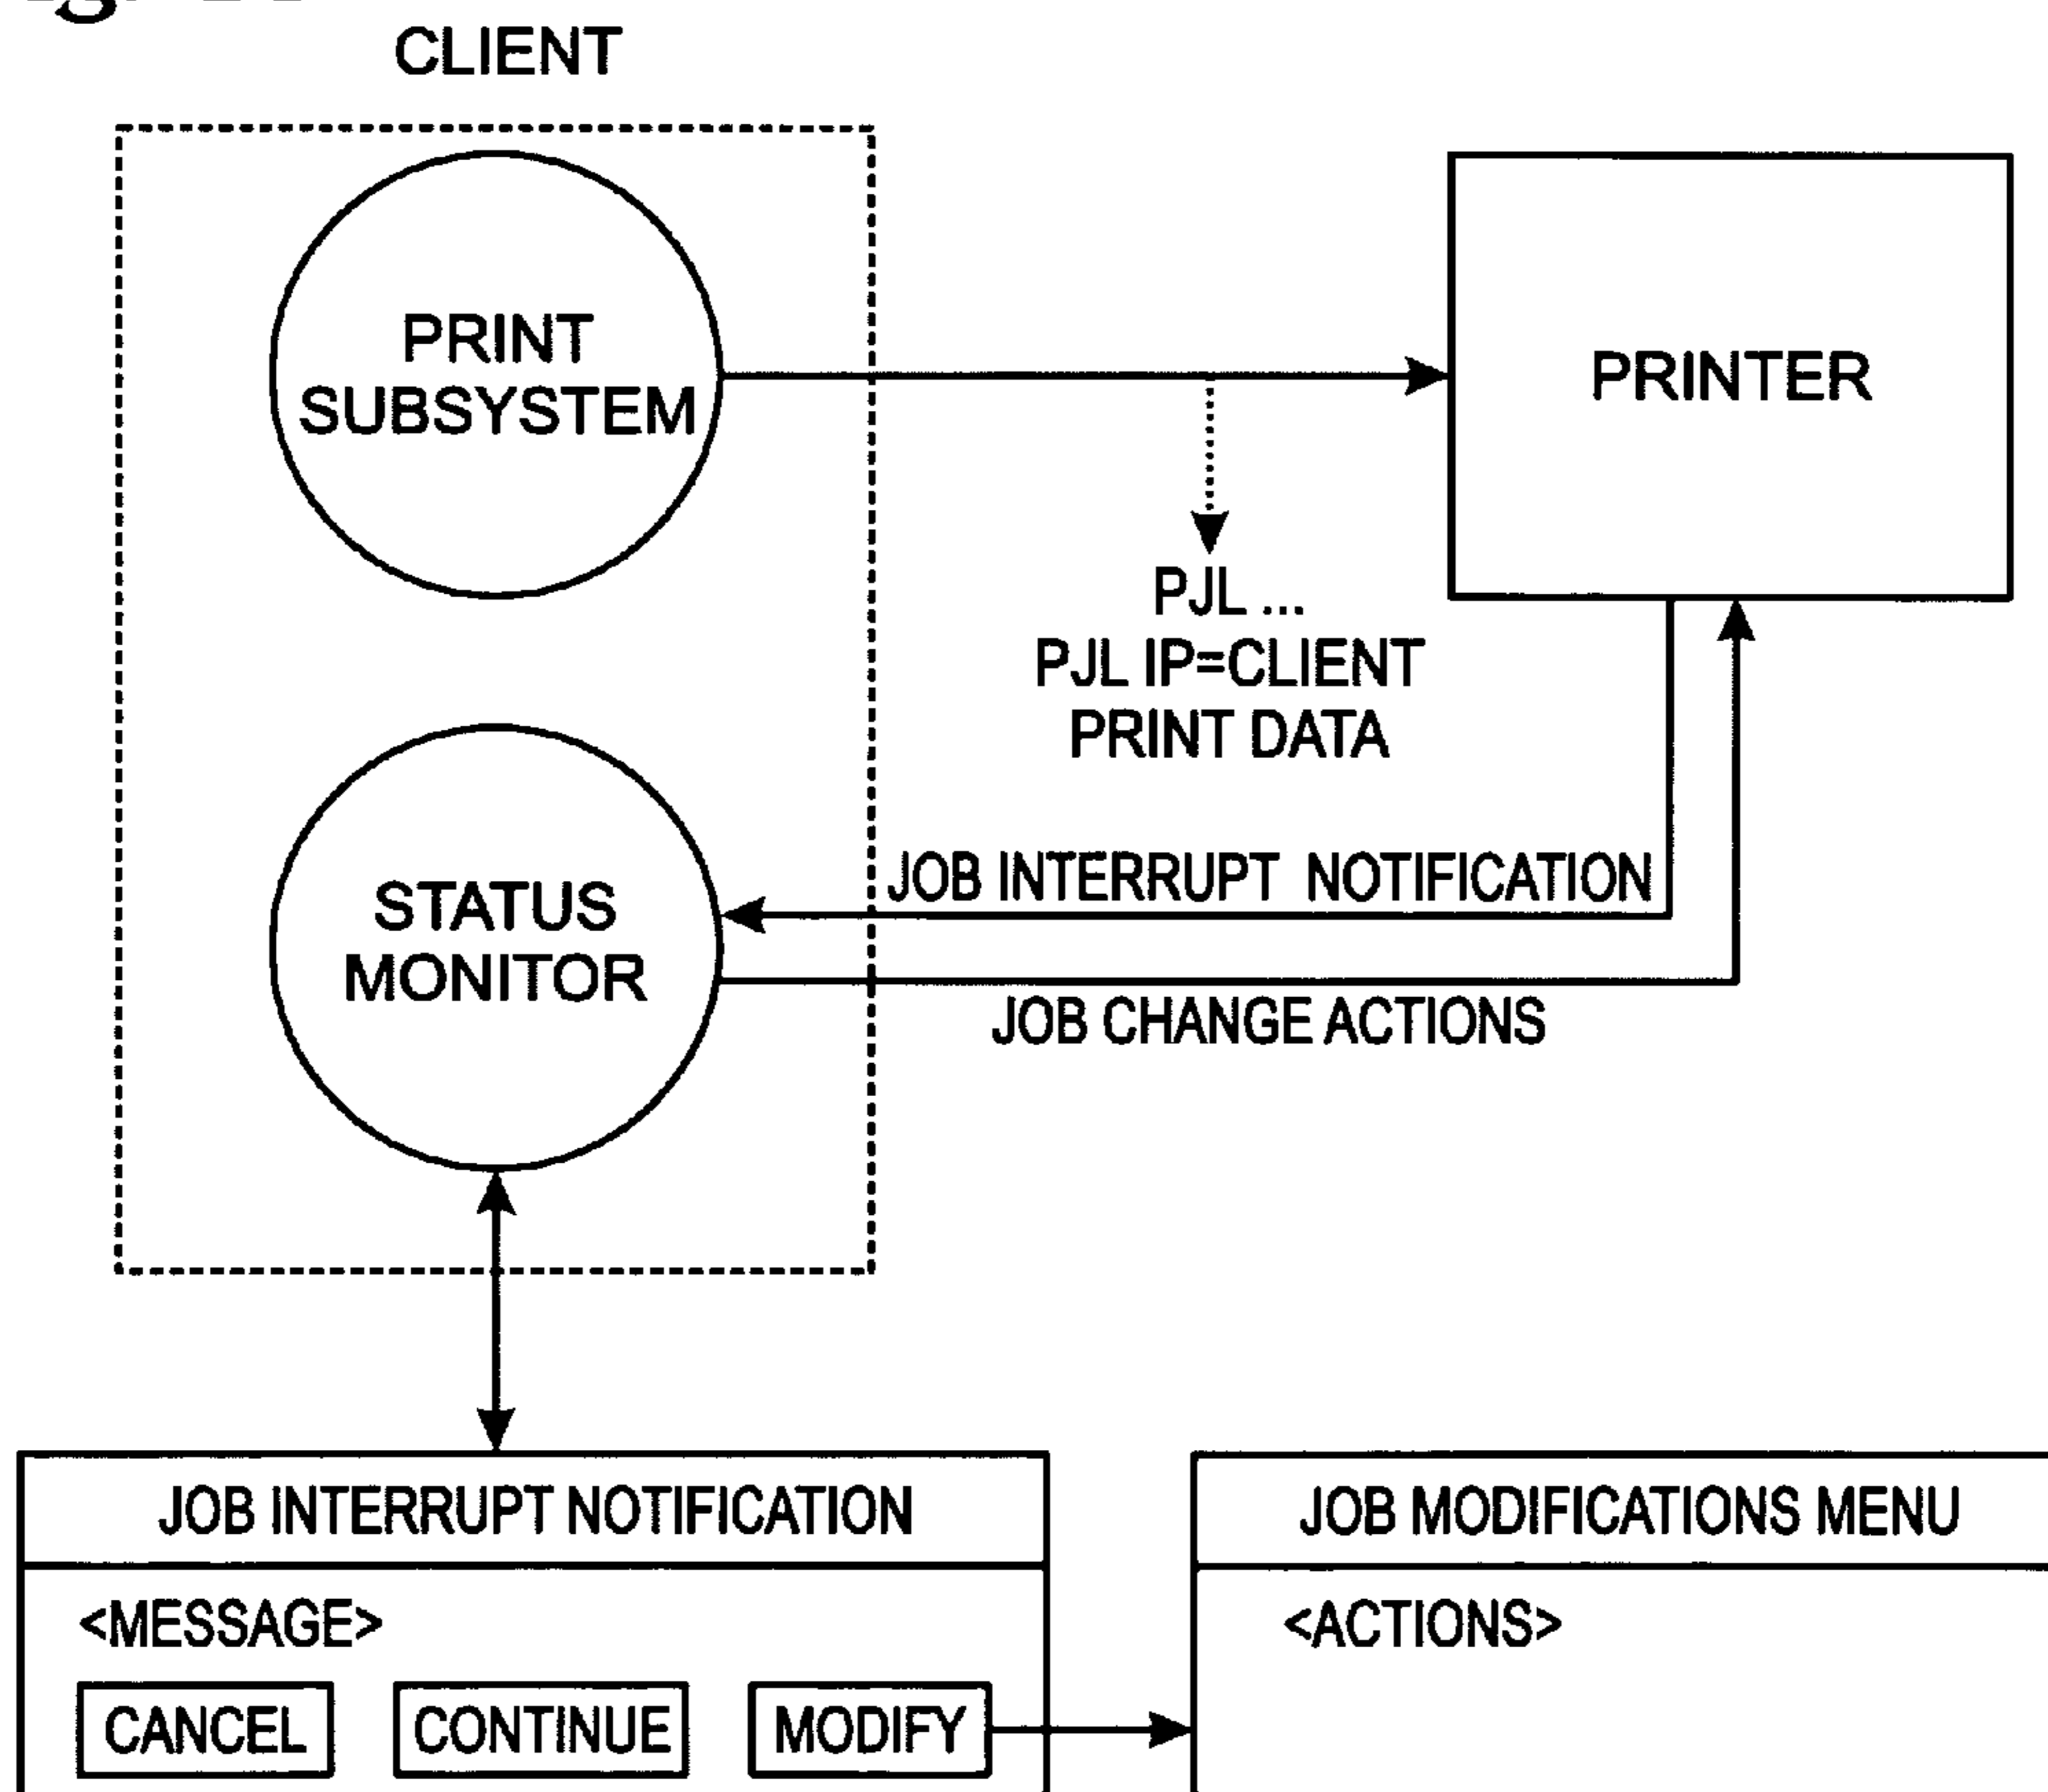 CLIENT
PRINT
SUBSYSTEM
PRINTER
PJL ...
PJL IP=CLIENT
PRINT DATA
JOB INTERRUPT NOTIFICATION
STATUS
MONITOR
JOB CHANGE ACTIONS
JOB INTERRUPT NOTIFICATION
<MESSAGE>
CANCEL
CONTINUE
MODIFY
JOB MODIFICATIONS MENU
<ACTIONS>